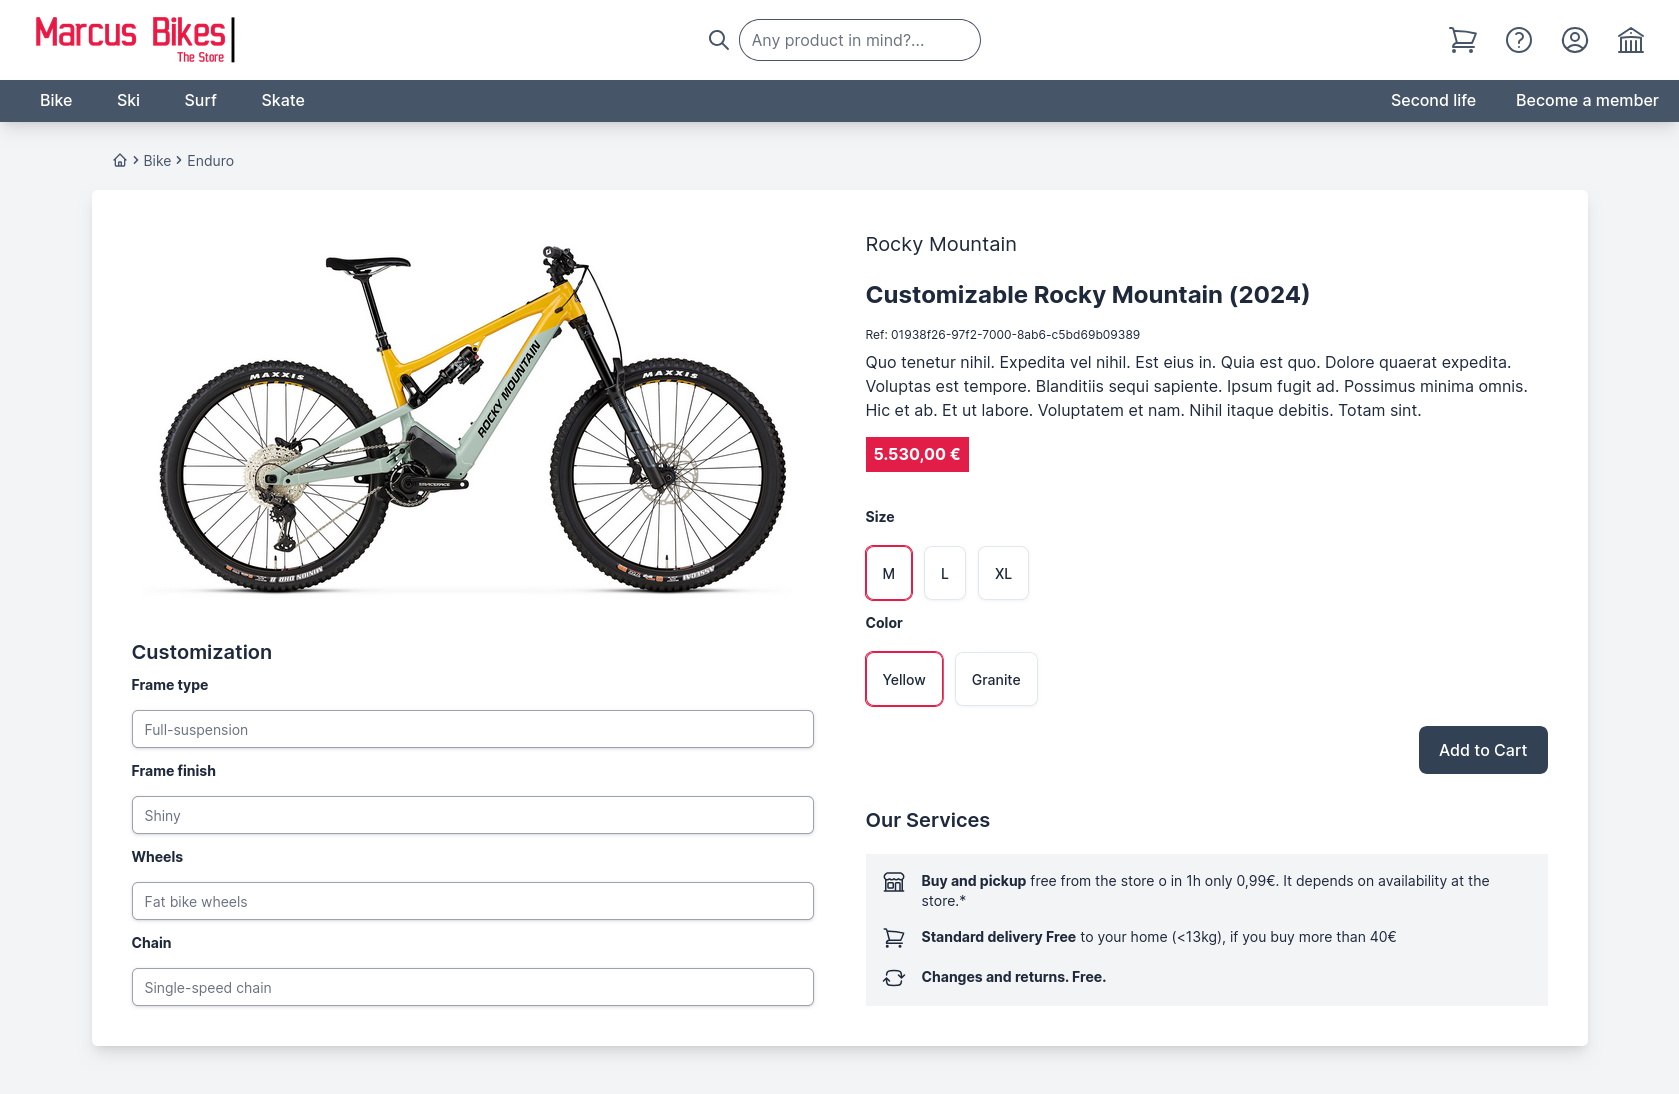 Marcus Bikes
The Store
Any product in mind?...
Bike
Ski
Surf
Skate
Second life
Become a member
Bike
Enduro
MAXXIS
MAXXIS
ROCKY MOUNTAIN
Rocky Mountain
Customizable Rocky Mountain (2024)
Ref: 01938f26-97f2-7000-8ab6-c5bd69b09389
Quo tenetur nihil. Expedita vel nihil. Est eius in. Quia est quo. Dolore quaerat expedita.
Voluptas est tempore. Blanditiis sequi sapiente. Ipsum fugit ad. Possimus minima omnis.
Hic et ab. Et ut labore. Voluptatem et nam. Nihil itaque debitis. Totam sint.
5.530,00 €
Size
M
L
XL
Color
Yellow
Granite
Add to Cart
Customization
Frame type
Full-suspension
Frame finish
Shiny
Wheels
Fat bike wheels
Chain
Single-speed chain
Our Services
Buy and pickup free from the store o in 1h only 0,99€. It depends on availability at the
store.*
Standard delivery Free to your home (<13kg), if you buy more than 40€
Changes and returns. Free.